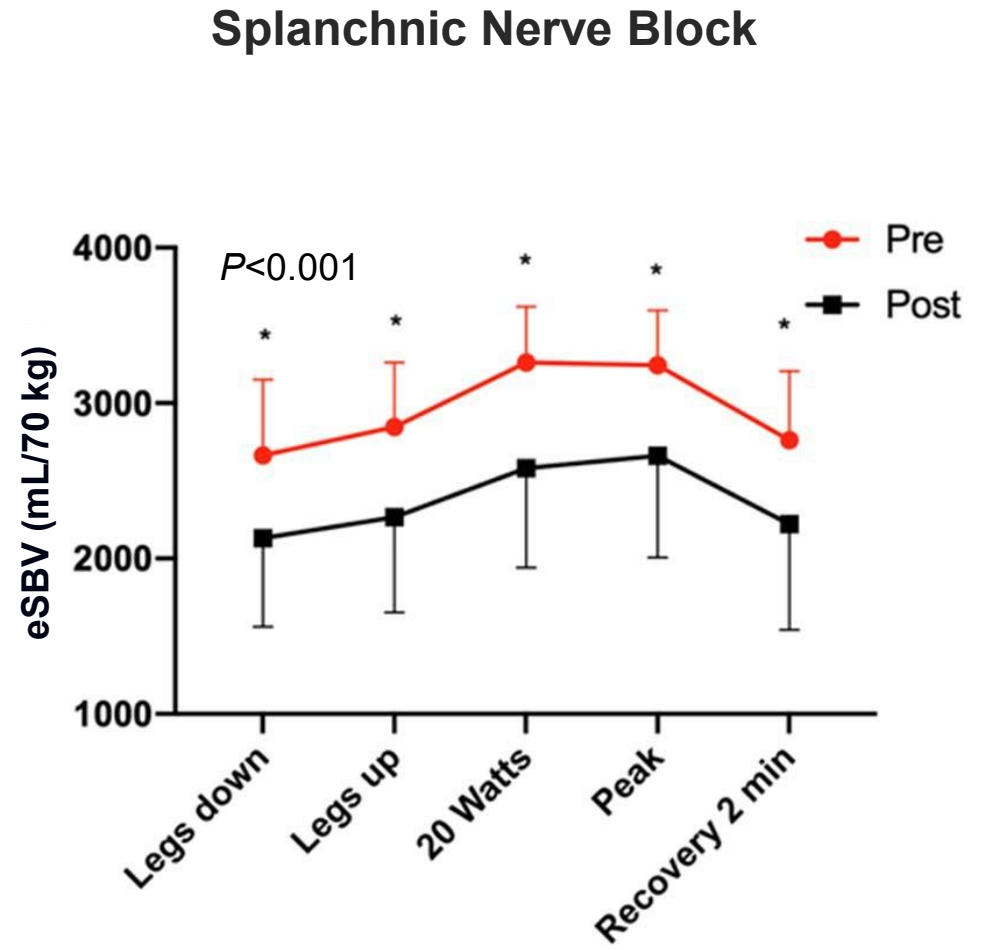 Splanchnic Nerve Block
Pre
Post
P<0.001
*
*
*
*
*
eSBV (mL/70 kg)
4000
3000
2000
1000
Legs down
Legs up
20 Watts
Peak
Recovery 2 min